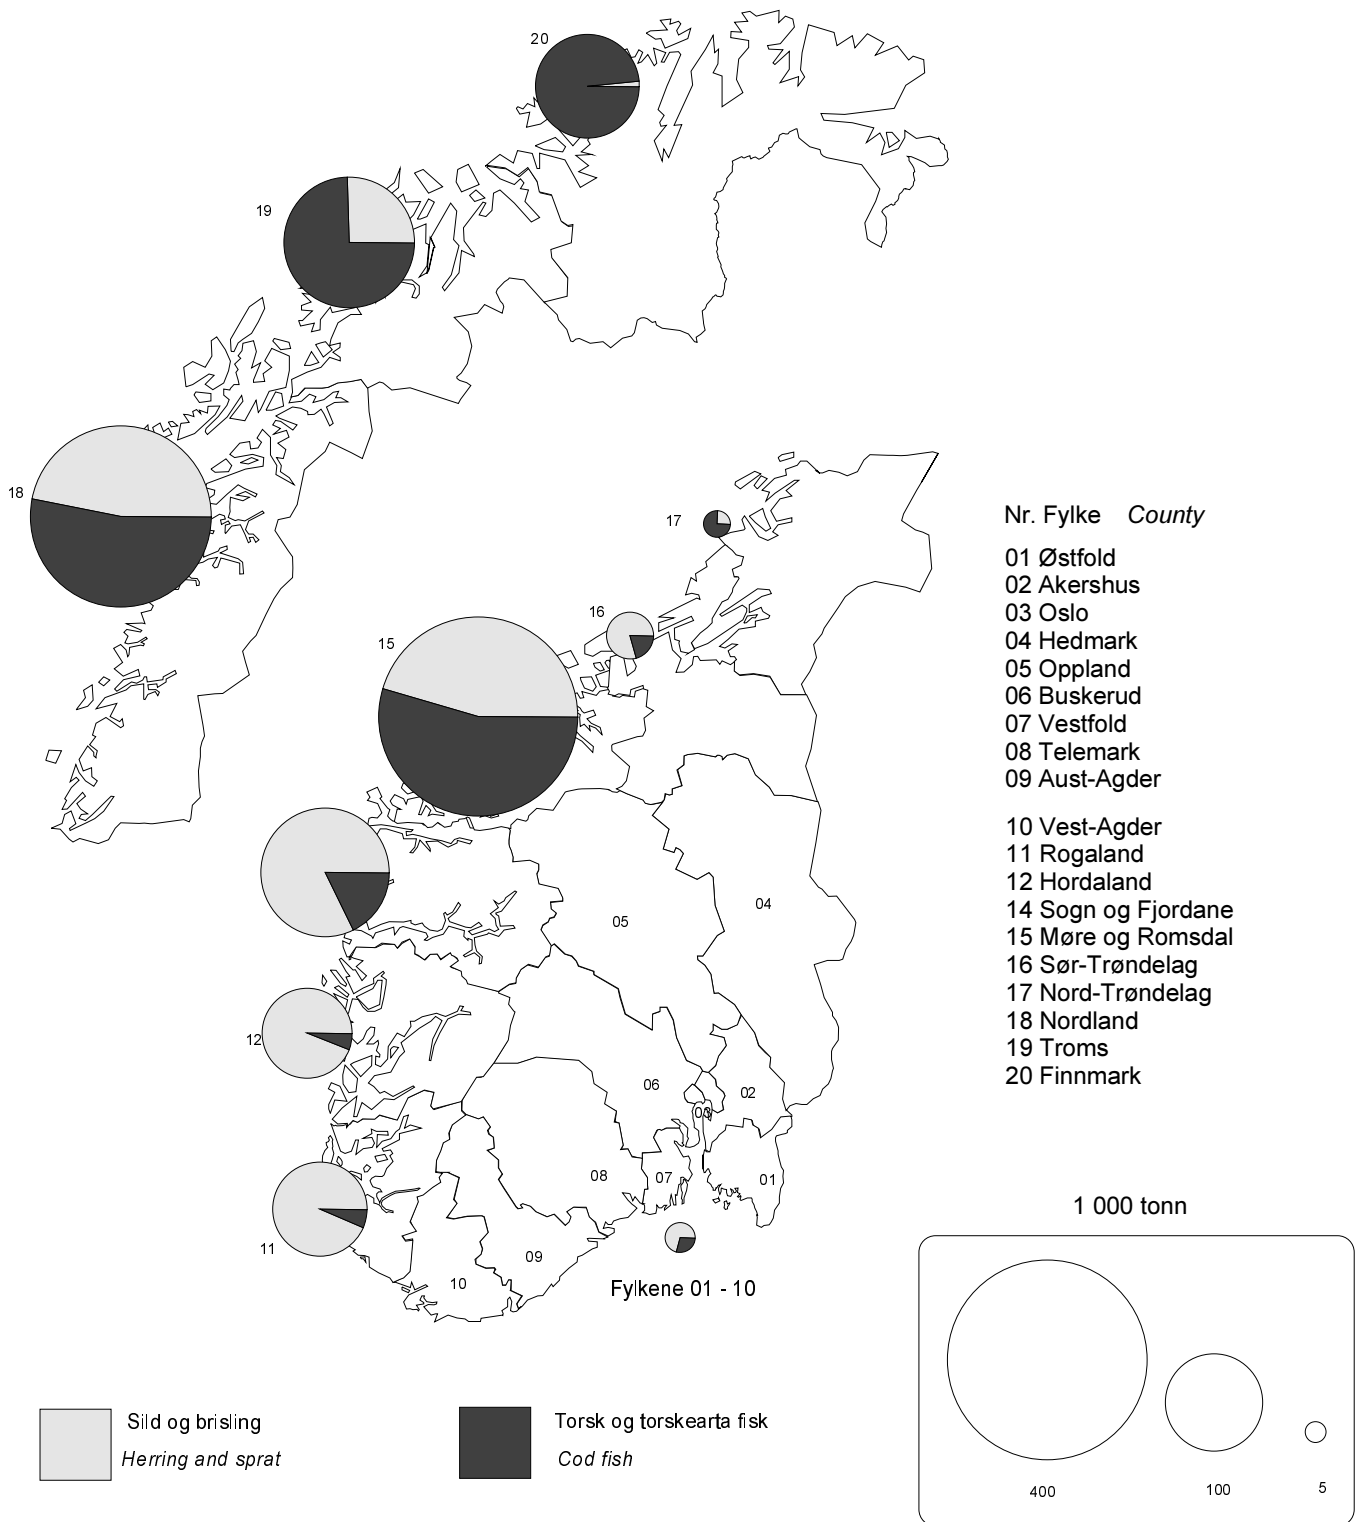 20
19
18
17
16
15
12
11
10
09
08
07
06
05
04
03
02
01
Fylkene 01 - 10
Nr. Fylke County
01 Østfold
02 Akershus
03 Oslo
04 Hedmark
05 Oppland
06 Buskerud
07 Vestfold
08 Telemark
09 Aust-Agder
10 Vest-Agder
11 Rogaland
12 Hordaland
14 Sogn og Fjordane
15 Møre og Romsdal
16 Sør-Trøndelag
17 Nord-Trøndelag
18 Nordland
19 Troms
20 Finnmark
1 000 tonn
400 100 5
Sild og brisling
Herring and sprat
Torsk og torskearta fisk
Cod fish